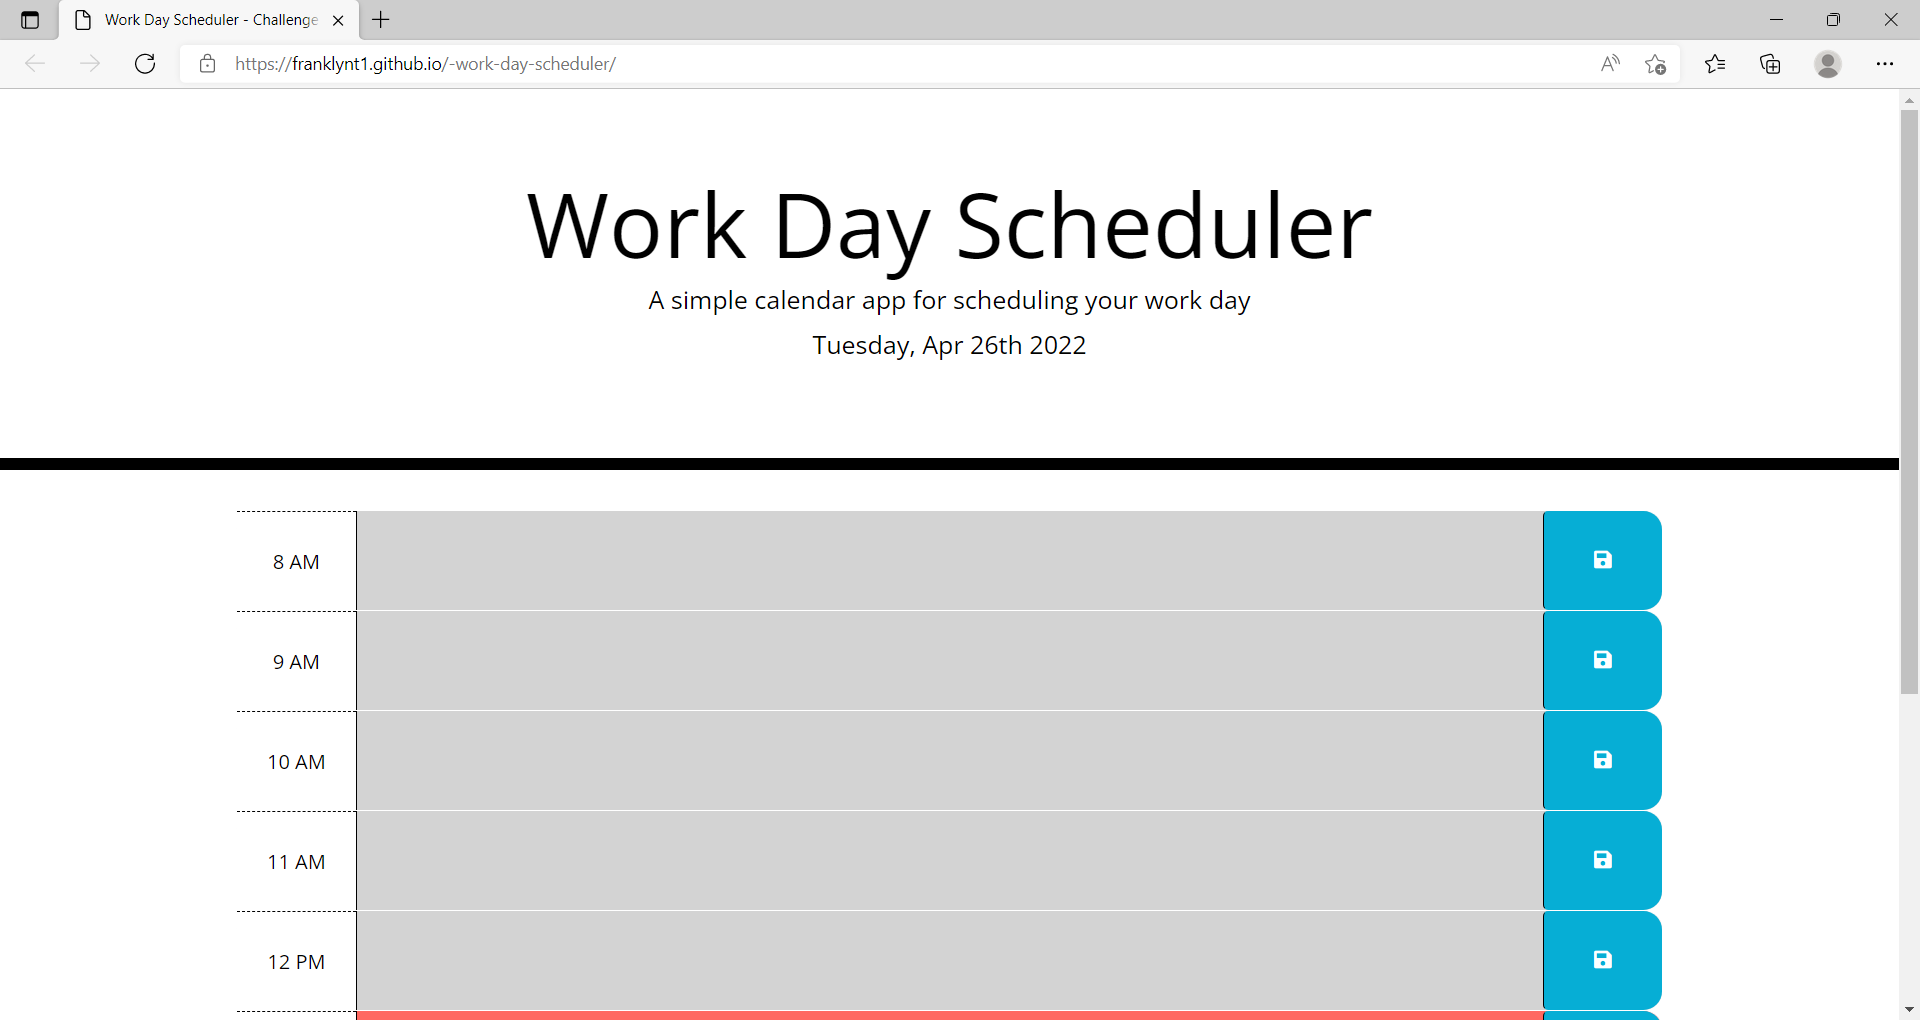 Work Day Scheduler - Challenge
https://franklynt1.github.io/-work-day-scheduler/
Work Day Scheduler
A simple calendar app for scheduling your work day
Tuesday, Apr 26th 2022
8 AM
9 AM
10 AM
11 AM
12 PM